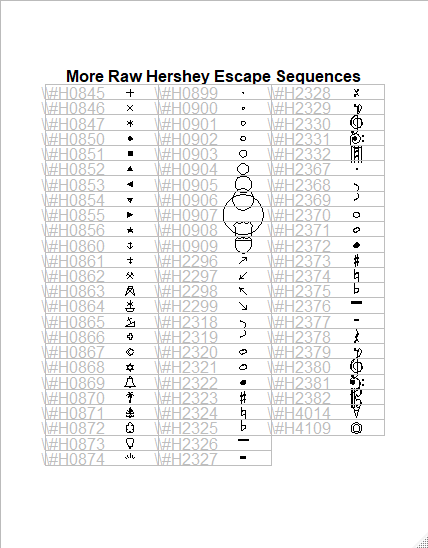 More Raw Hershey Escape Sequences
\\#H0845 \\#H0899 \\#H2328
\\#H0846 \\#H0900 \\#H2329
\\#H0847 \\#H0901 \\#H2330
\\#H0850 \\#H0902 \\#H2331
\\#H0851 \\#H0903 \\#H2332
\\#H0852 \\#H0904 \\#H2367
\\#H0853 \\#H0905 \\#H2368
\\#H0854 \\#H0906 \\#H2369
\\#H0855 \\#H0907 \\#H2370
\\#H0856 \\#H0908 \\#H2371
\\#H0860 \\#H0909 \\#H2372
\\#H0861 \\#H2296 \\#H2373
\\#H0862 \\#H2297 \\#H2374
\\#H0863 \\#H2298 \\#H2375
\\#H0864 \\#H2299 \\#H2376
\\#H0865 \\#H2318 \\#H2377
\\#H0866 \\#H2319 \\#H2378
\\#H0867 \\#H2320 \\#H2379
\\#H0868 \\#H2321 \\#H2380
\\#H0869 \\#H2322 \\#H2381
\\#H0870 \\#H2323 \\#H2382
\\#H0871 \\#H2324 \\#H4014
\\#H0872 \\#H2325 \\#H4109
\\#H0873 \\#H2326
\\#H0874 \\#H2327